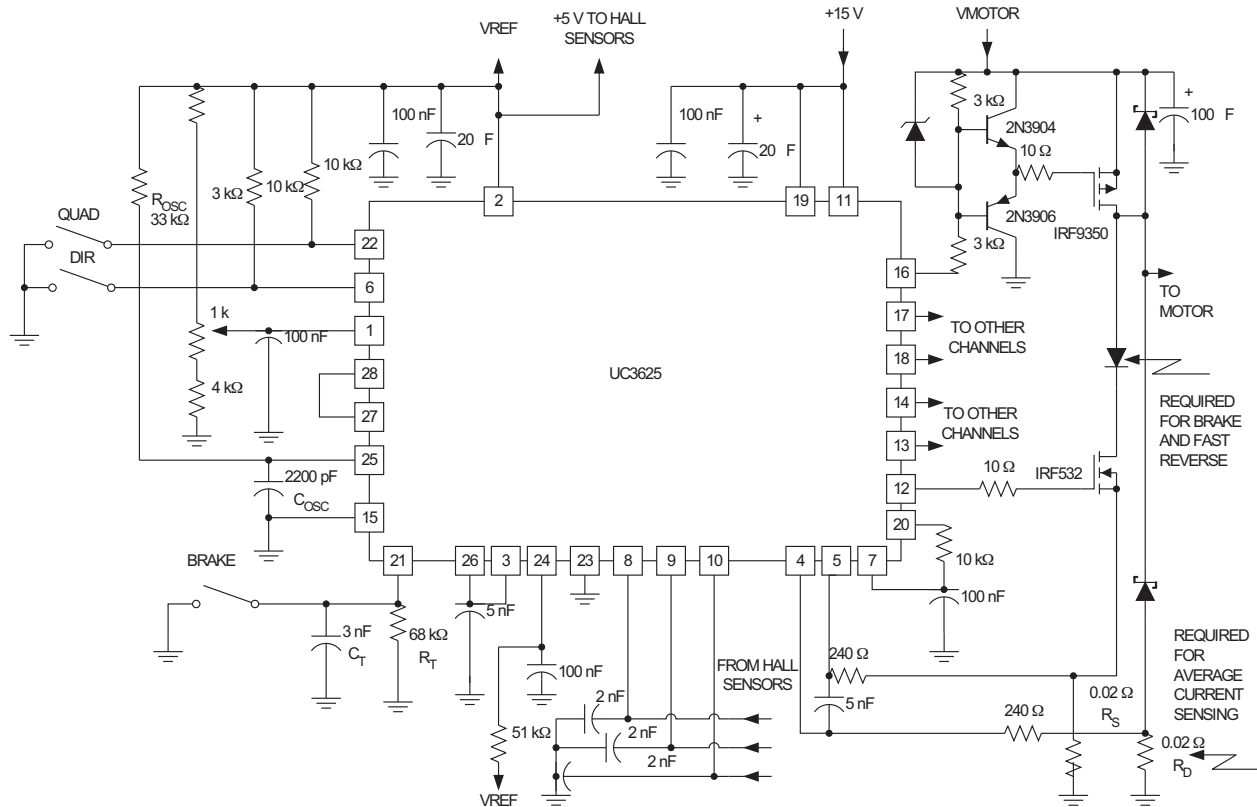 +5 V TO HALL
SENSORS
VREF
+15 V
VMOTOR
100 nF
20 F
10 kΩ
10 kΩ
3 kΩ
ROSC
33 kΩ
100 nF
+
20 F
3 kΩ
2N3904
10 Ω
2N3906
3 kΩ
IRF9350
+
100 F
QUAD
DIR
2
19
11
22
6
1
28
27
25
15
1 k
100 nF
4 kΩ
2200 pF
COSC
UC3625
16
17
18
14
13
12
20
TO OTHER
CHANNELS
TO OTHER
CHANNELS
TO
MOTOR
REQUIRED
FOR BRAKE
AND FAST
REVERSE
10 Ω
IRF532
BRAKE
21
26
3
24
23
8
9
10
4
5
7
10 kΩ
100 nF
3 nF
CT
68 kΩ
RT
5 nF
100 nF
51 kΩ
VREF
2 nF
2 nF
2 nF
FROM HALL
SENSORS
240 Ω
5 nF
240 Ω
0.02 Ω
RS
0.02 Ω
RD
REQUIRED
FOR
AVERAGE
CURRENT
SENSING